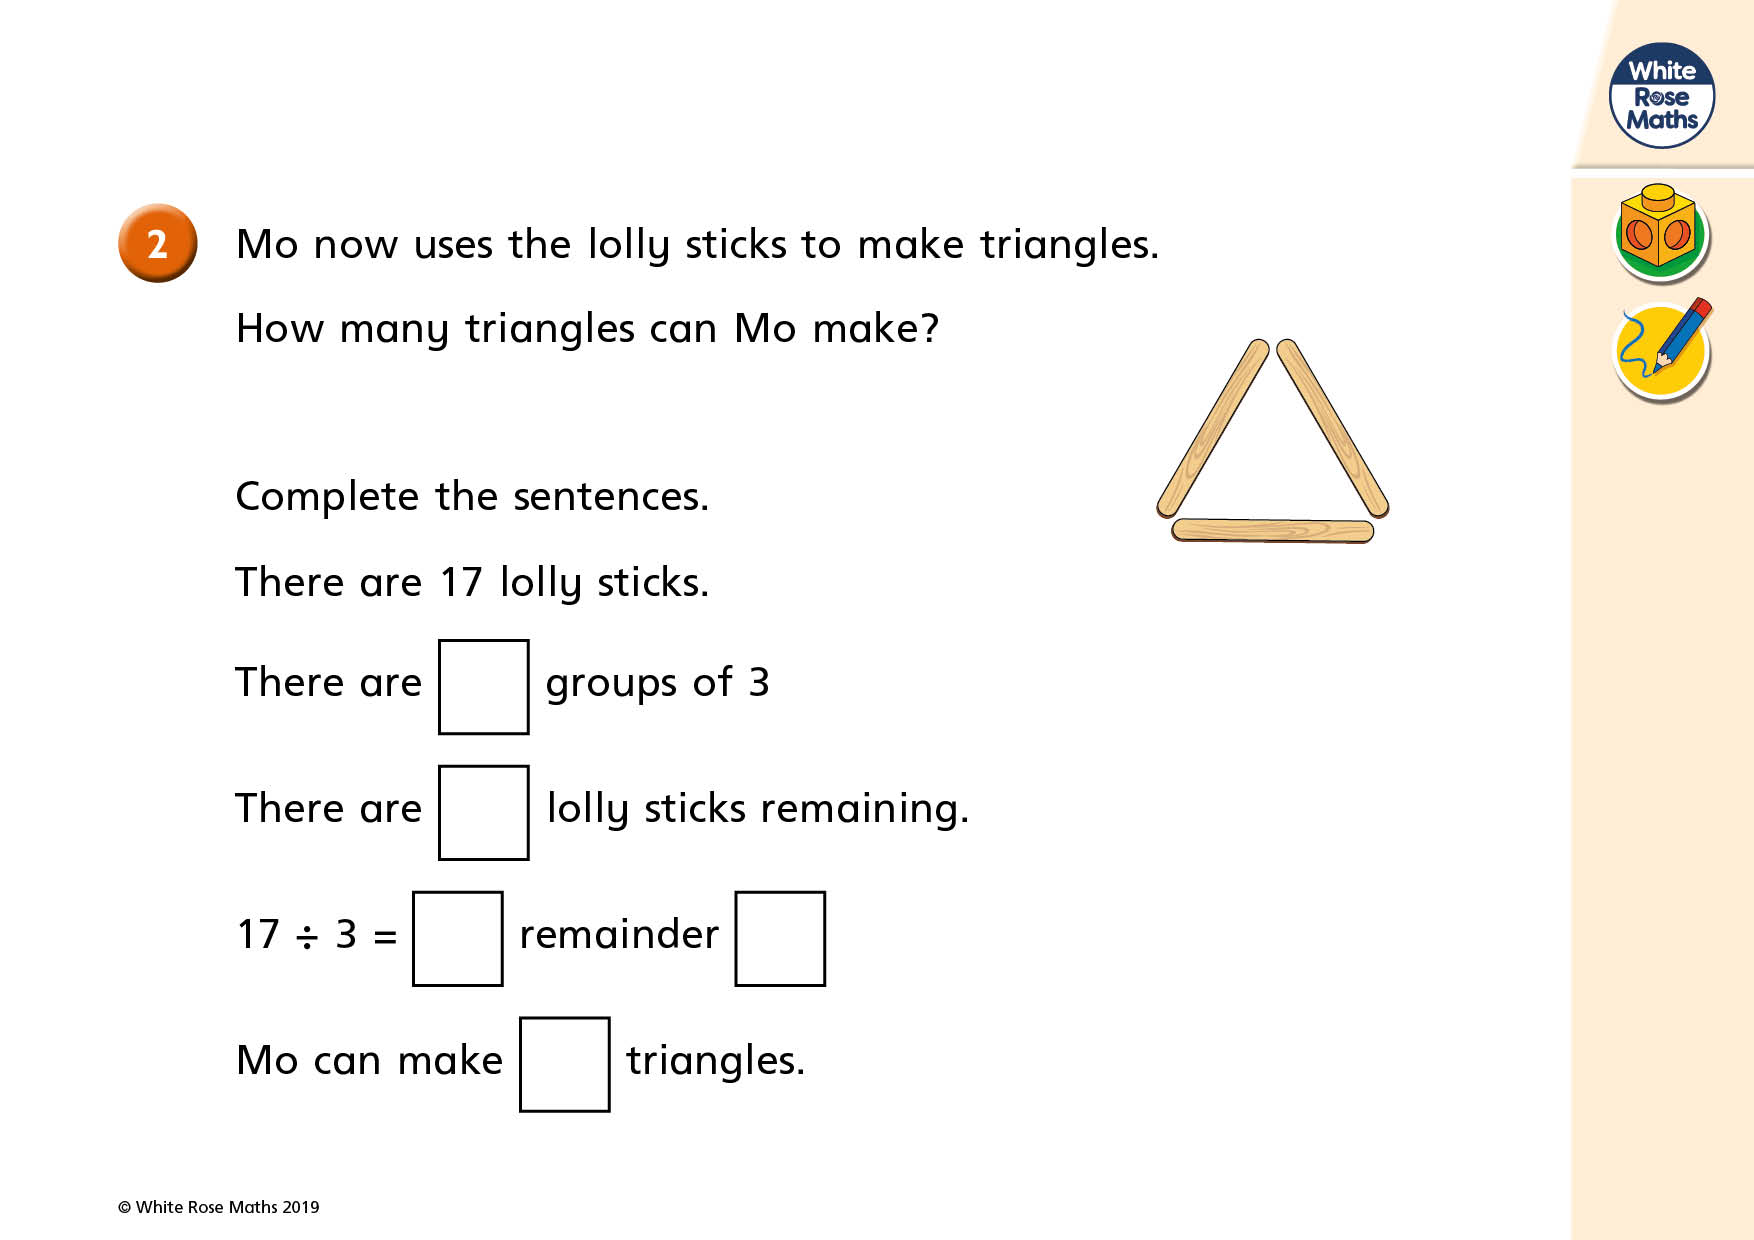 White
Rose
Maths
2 Mo now uses the lolly sticks to make triangles.
How many triangles can Mo make?
Complete the sentences.
There are 17 lolly sticks.
There are groups of 3
There are lolly sticks remaining.
17 ÷ 3 = remainder
Mo can make triangles.
© White Rose Maths 2019